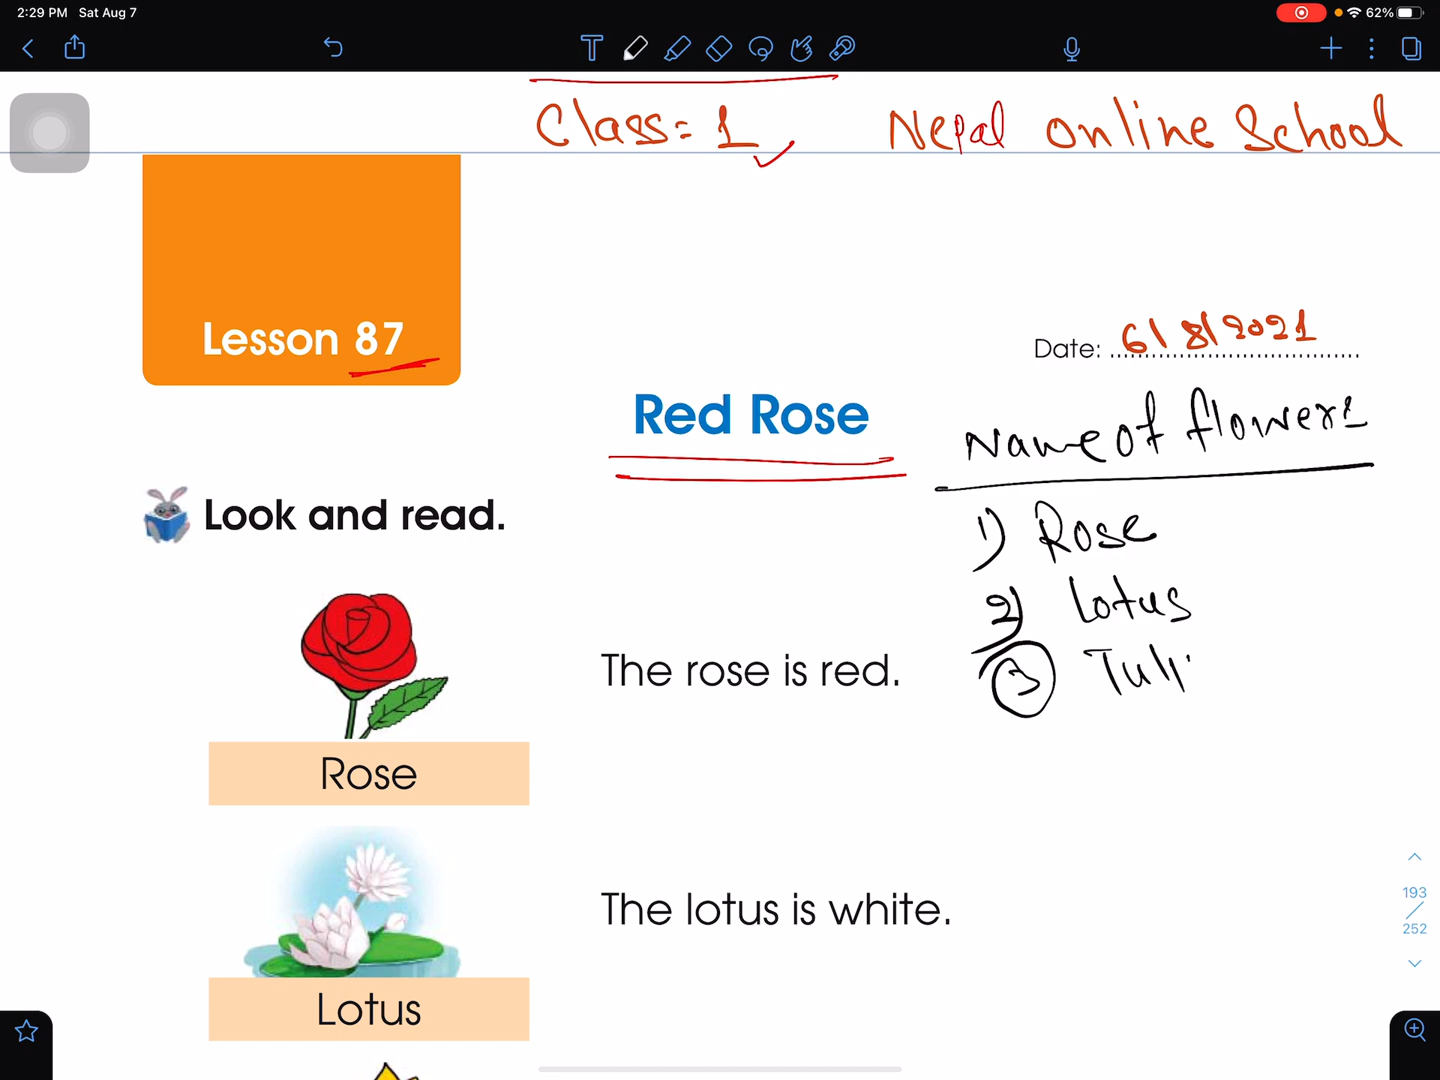 2:29 PM Sat Aug 7
62%
Class= 1 Nepal Online School
Lesson 87
Date: 6/8/2021
Red Rose
Name of flowers
Look and read.
1) Rose
2) Lotus
3 Tuli
The rose is red.
Rose
The lotus is white.
193
252
Lotus